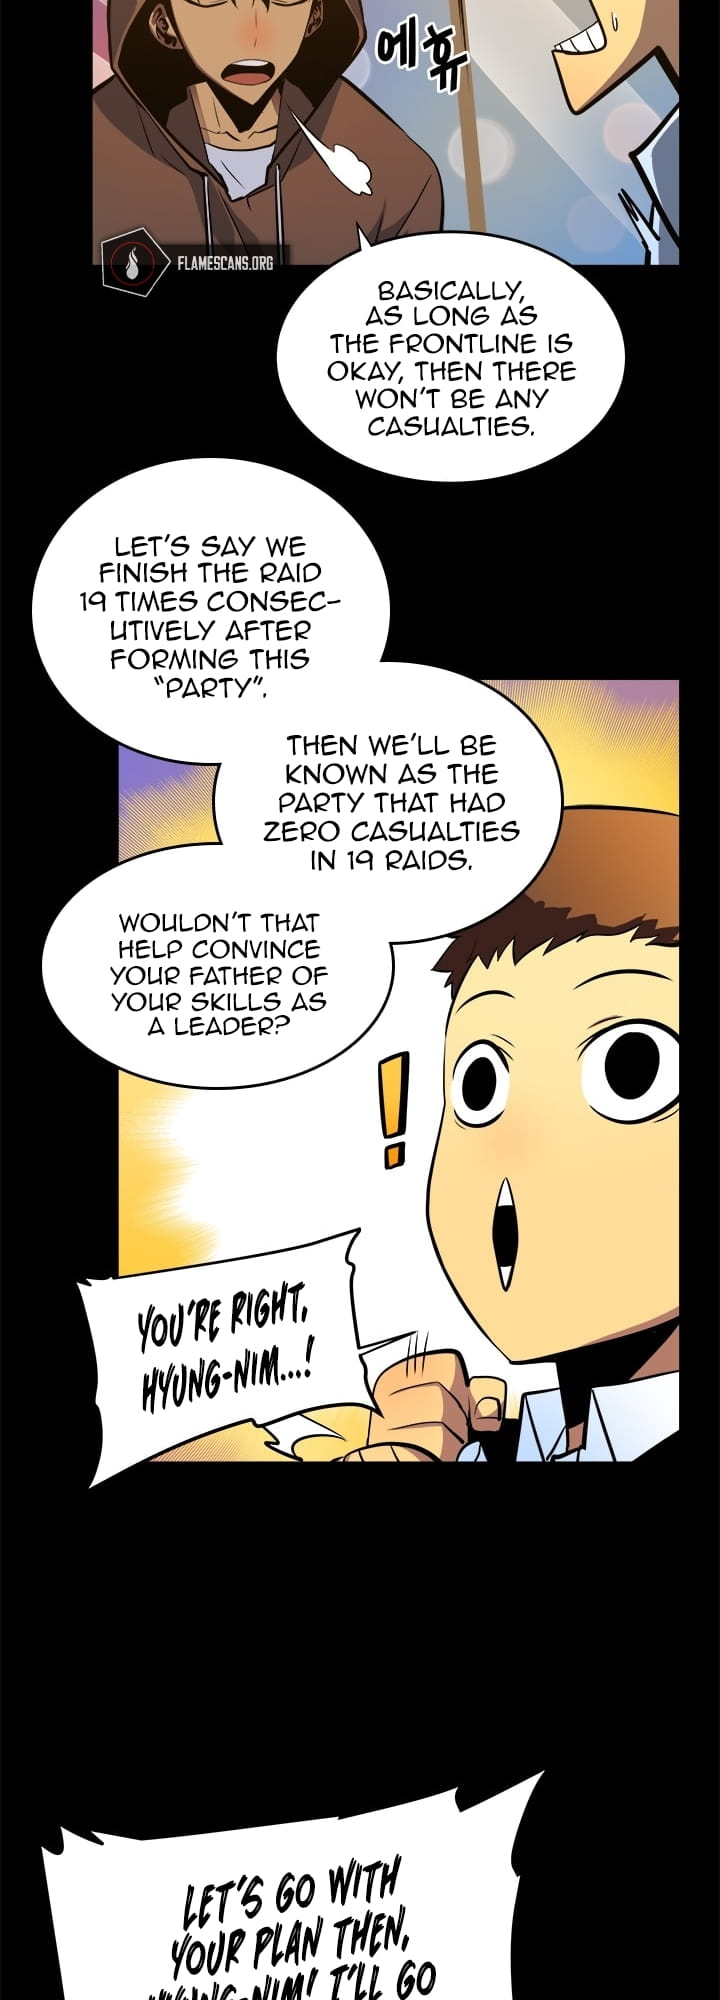 에휴
FLAMESCANS.ORG
BASICALLY,
AS LONG AS
THE FRONTLINE IS
OKAY, THEN THERE
WON'T BE ANY
CASUALTIES.
LET'S SAY WE
FINISH THE RAID
19 TIMES CONSEC-
UTIVELY AFTER
FORMING THIS
"PARTY".
THEN WE'LL BE
KNOWN AS THE
PARTY THAT HAD
ZERO CASUALTIES
IN 19 RAIDS.
WOULDN'T THAT
HELP CONVINCE
YOUR FATHER OF
YOUR SKILLS AS
A LEADER?
!
YOU'RE RIGHT,
HYUNG-NIM...!
LET'S GO WITH
YOUR PLAN THEN,
HYUNG-NIM! I'LL GO